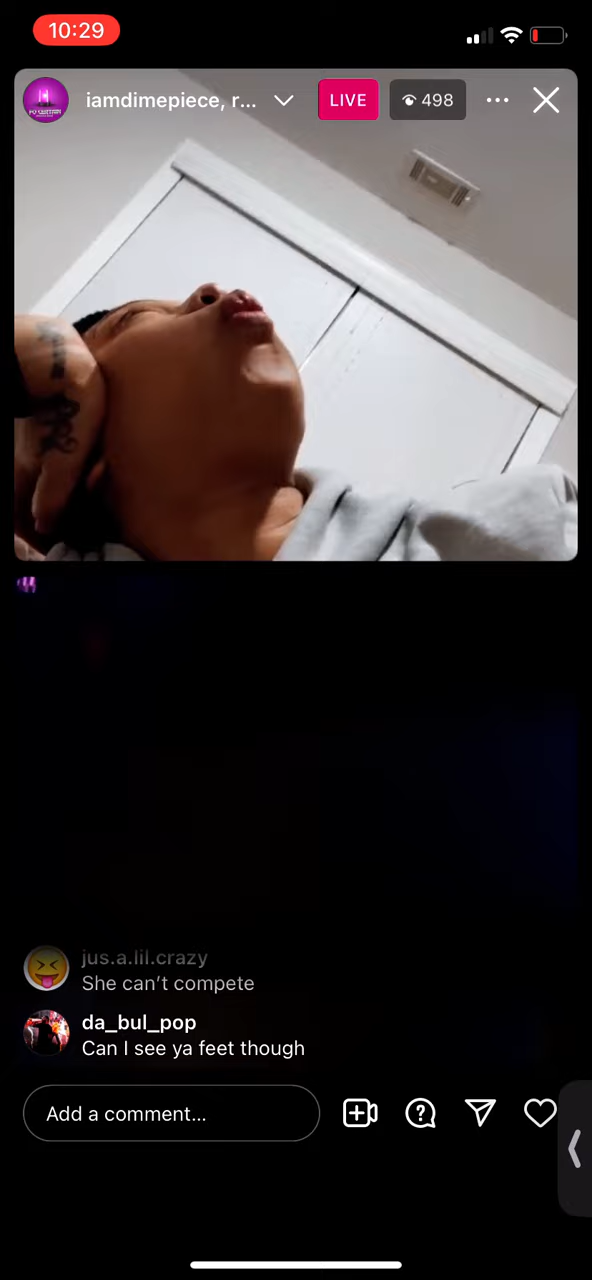 10:29
iamdimepiece, r...
LIVE
498
jus.a.lil.crazy
She can’t compete
da_bul_pop
Can I see ya feet though
Add a comment...